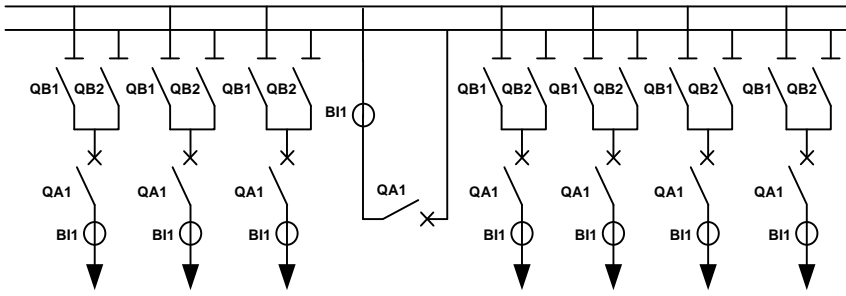 QB1 QB2 QB1 QB2 QB1 QB2 QB1 QB2 QB1 QB2 QB1 QB2 QB1 QB2
BI1
QA1 QA1 QA1 QA1 QA1 QA1 QA1 QA1
BI1 BI1 BI1 BI1 BI1 BI1 BI1